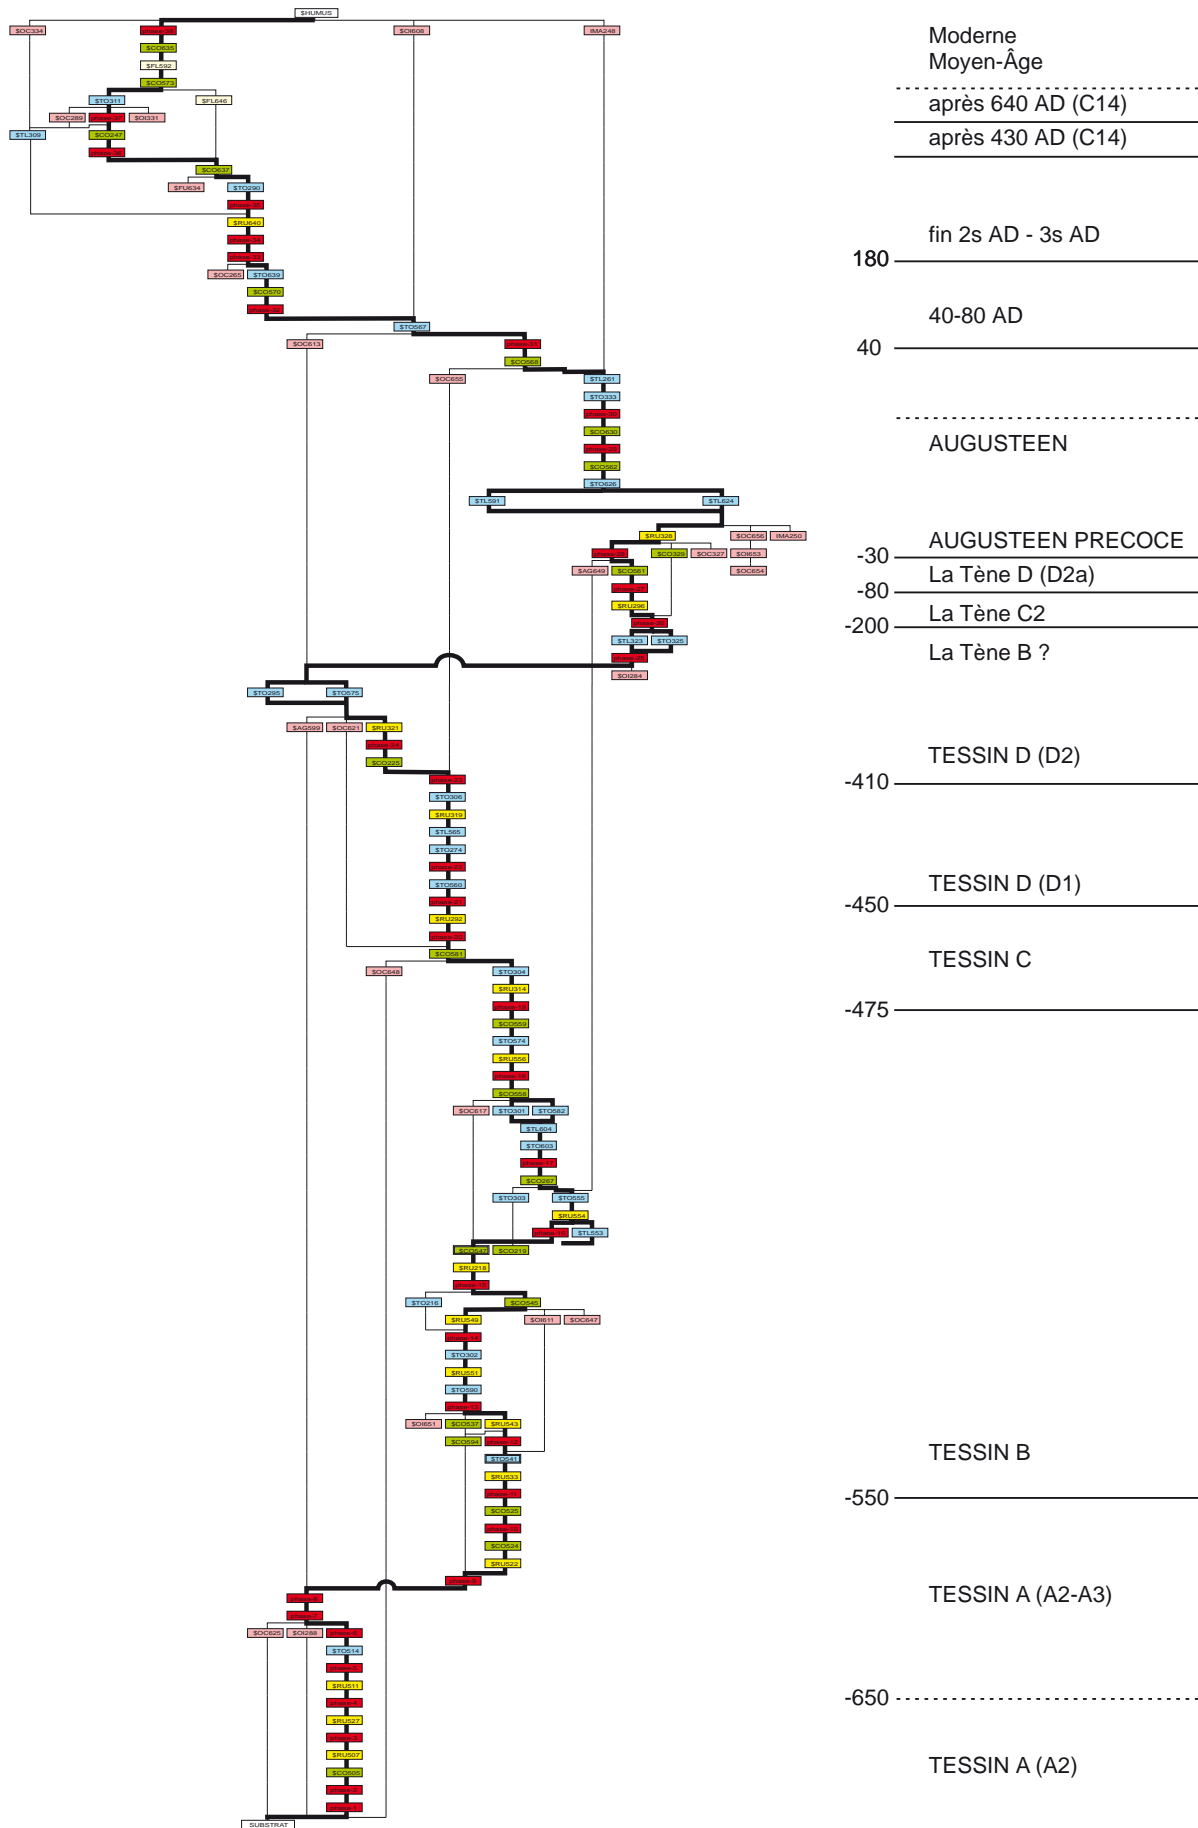 $HUMUS
$OC334
phase-38
$OI608
IMA248
$CO635
$FL592
$CO573
$TO311
$FL646
$OC289
$OI331
$TL309
$CO247
$CO637
$FU634
$TO290
$RU640
$OC265
$TO639
$CO570
$TO567
$OC613
$CO568
$OC655
$TL261
$TO333
$CO630
$CO562
$TO626
$TL591
$TL624
$RU328
$OC656
IMA250
$CO329
$OC327
$OI653
$AG649
$CO561
$OC654
$RU296
$TL323
$TO325
$OI284
$TO295
$TO575
$AG599
$OC621
$RU321
$CO225
$TO306
$RU319
$TL565
$TO274
$TO560
$RU292
$CO581
$OC648
$TO304
$RU314
$CO559
$TO574
$RU556
$CO558
$OC617
$TO301
$TO582
$TL604
$TO603
$CO267
$TO303
$TO555
$RU554
$TL553
$CO547
$CO219
$RU218
$TO216
$CO545
$RU549
$OI611
$OC647
$TO302
$RU551
$TO590
$OI651
$CO537
$RU543
$CO594
$TO541
$RU533
$CO525
$CO524
$RU522
$OC625
$OI288
$TO514
$RU511
$RU527
$RU507
$CO505
SUBSTRAT
Moderne
Moyen-Âge
après 640 AD (C14)
après 430 AD (C14)
fin 2s AD - 3s AD
180
40-80 AD
40
AUGUSTEEN
AUGUSTEEN PRECOCE
-30
La Tène D (D2a)
-80
La Tène C2
-200
La Tène B ?
TESSIN D (D2)
-410
TESSIN D (D1)
-450
TESSIN C
-475
TESSIN B
-550
TESSIN A (A2-A3)
-650
TESSIN A (A2)